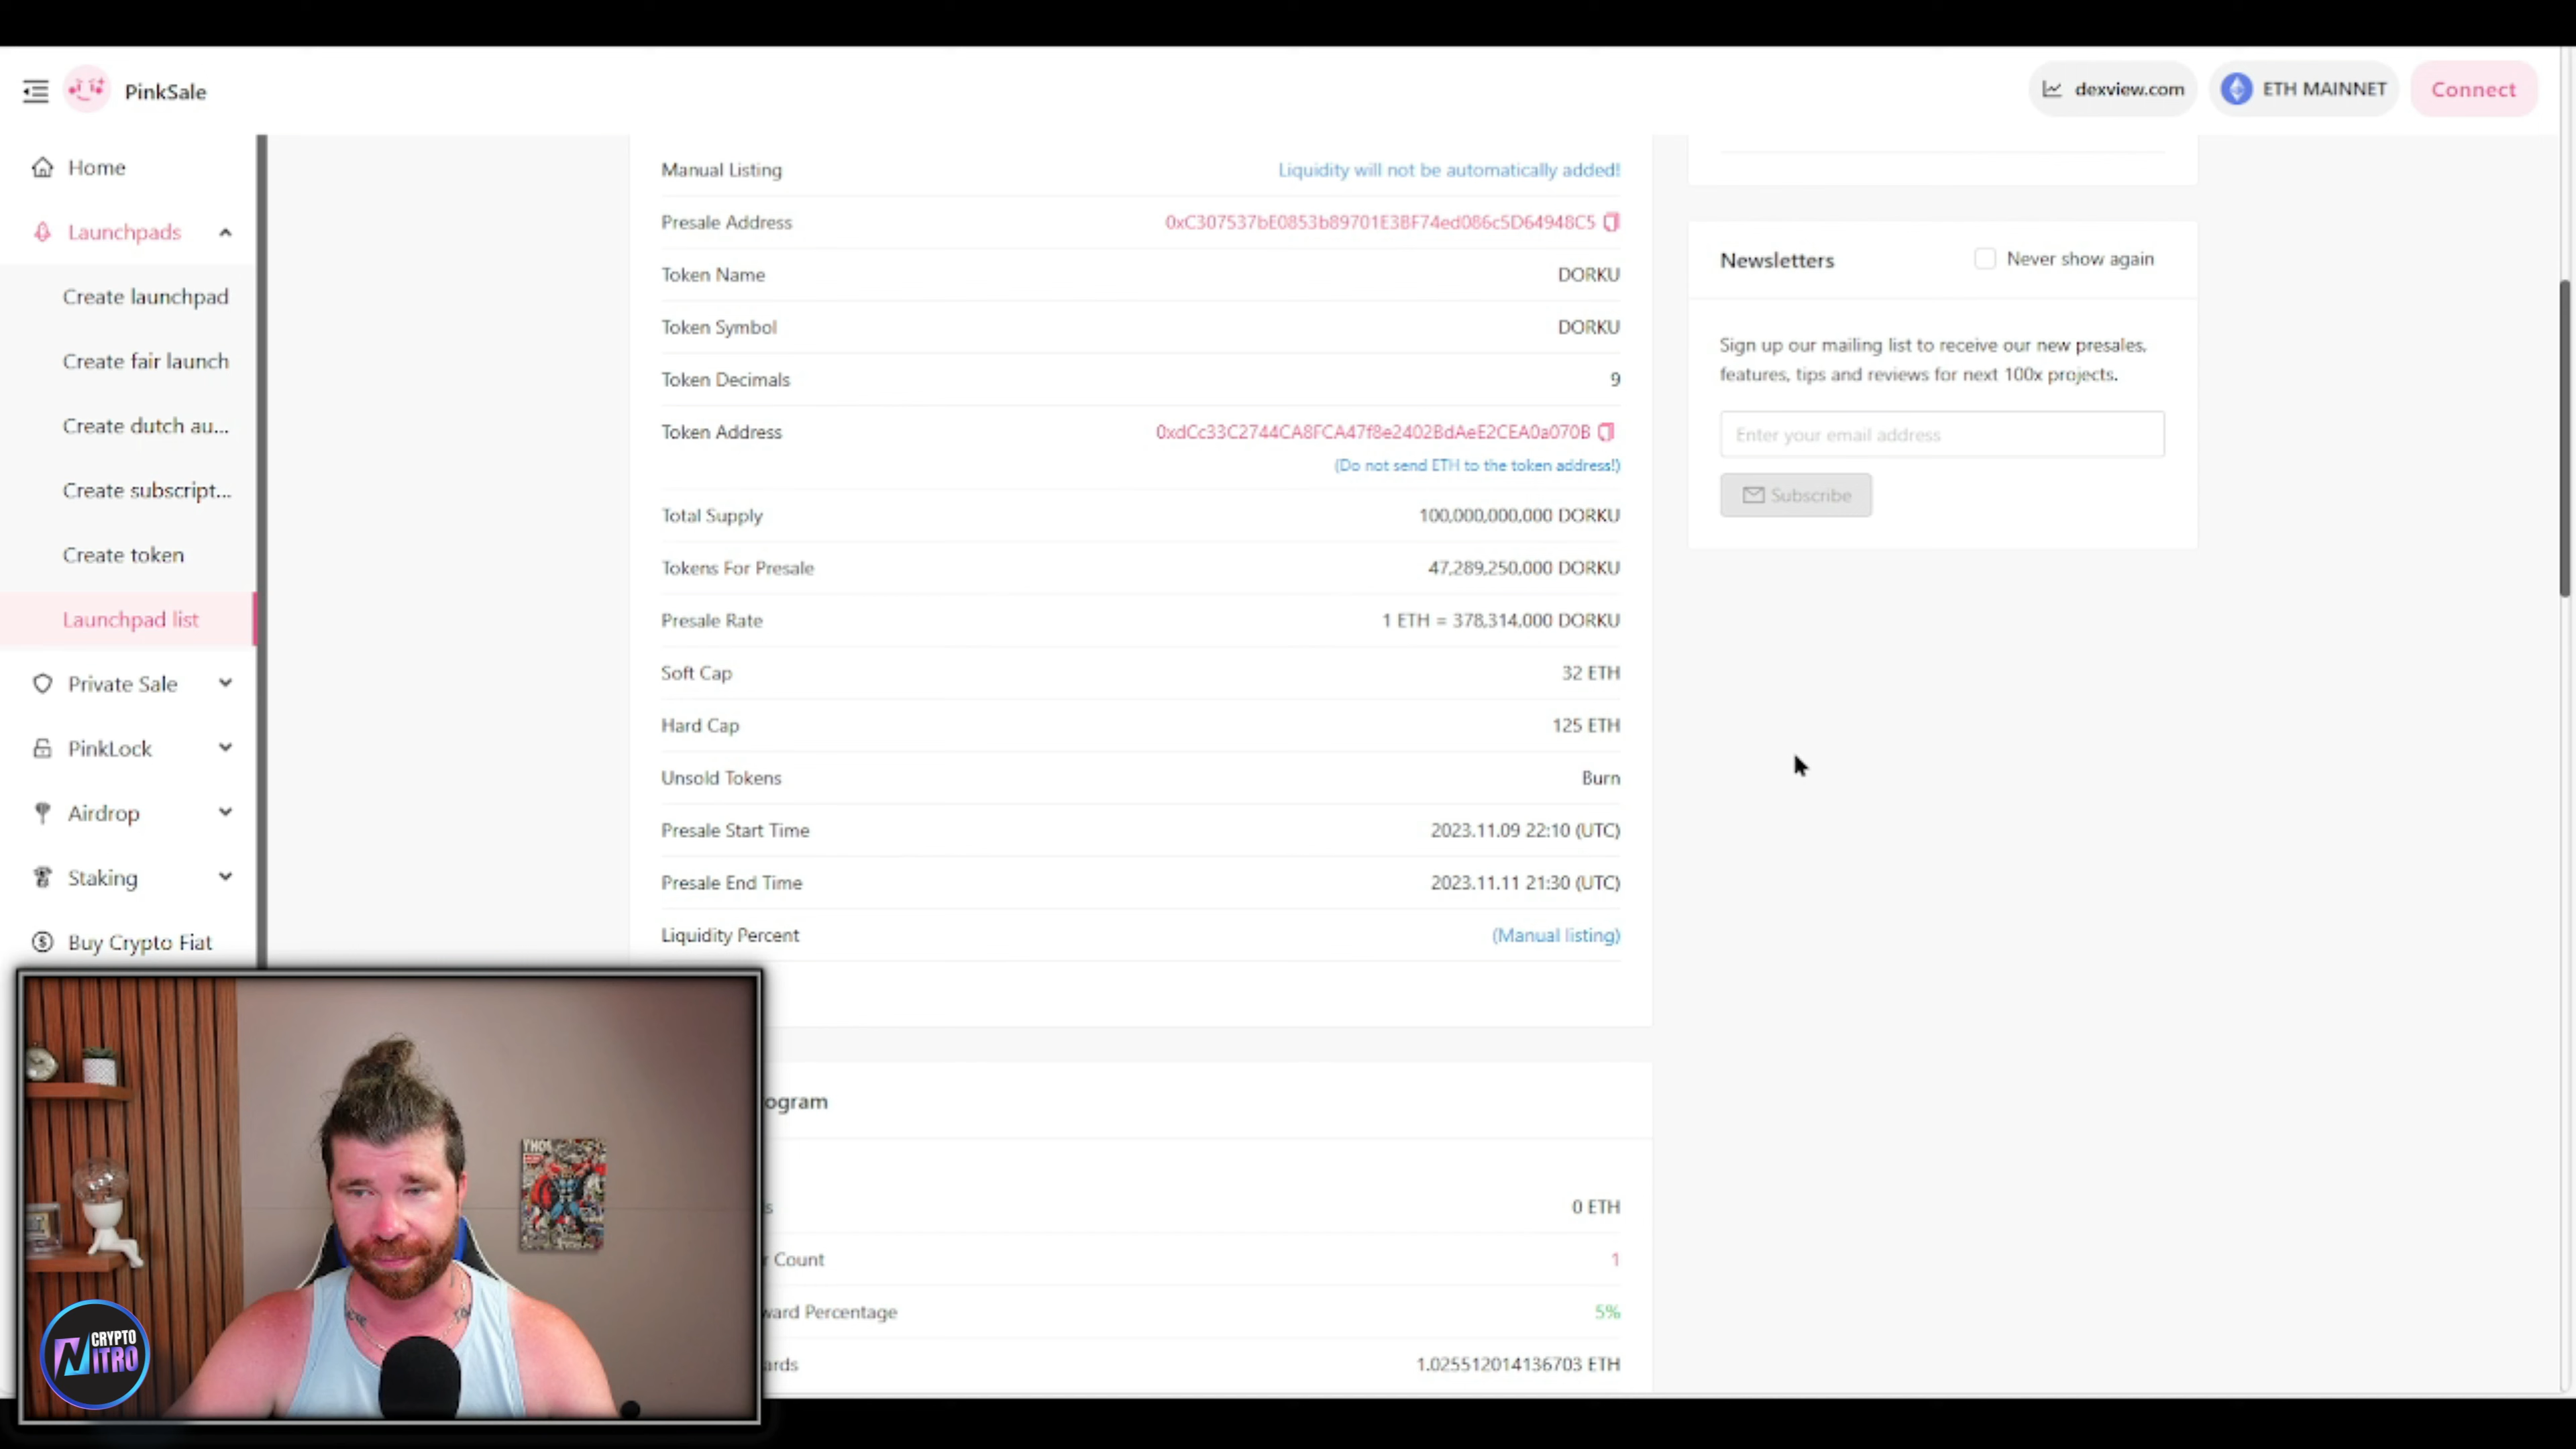 PinkSale
dexview.com
ETH MAINNET
Connect
Home
Launchpads
Create launchpad
Create fair launch
Create dutch au...
Create subscript...
Create token
Launchpad list
Private Sale
PinkLock
Airdrop
Staking
Buy Crypto Fiat
Manual Listing Liquidity will not be automatically added!
Presale Address 0xC307537bE0853b89701E3BF74ed086c5D64948C5
Token Name DORKU
Token Symbol DORKU
Token Decimals 9
Token Address 0xdCc33C2744CA8FCA47f8e2402BdAeE2CEA0a070B
(Do not send ETH to the token address!)
Total Supply 100,000,000,000 DORKU
Tokens For Presale 47,289,250,000 DORKU
Presale Rate 1 ETH = 378,314,000 DORKU
Soft Cap 32 ETH
Hard Cap 125 ETH
Unsold Tokens Burn
Presale Start Time 2023.11.09 22:10 (UTC)
Presale End Time 2023.11.11 21:30 (UTC)
Liquidity Percent (Manual listing)
ogram
s 0 ETH
r Count 1
ward Percentage 5%
ards 1.025512014136703 ETH
Newsletters
Never show again
Sign up our mailing list to receive our new presales,
features, tips and reviews for next 100x projects.
Enter your email address
Subscribe
THOR
CRYPTO
NITRO